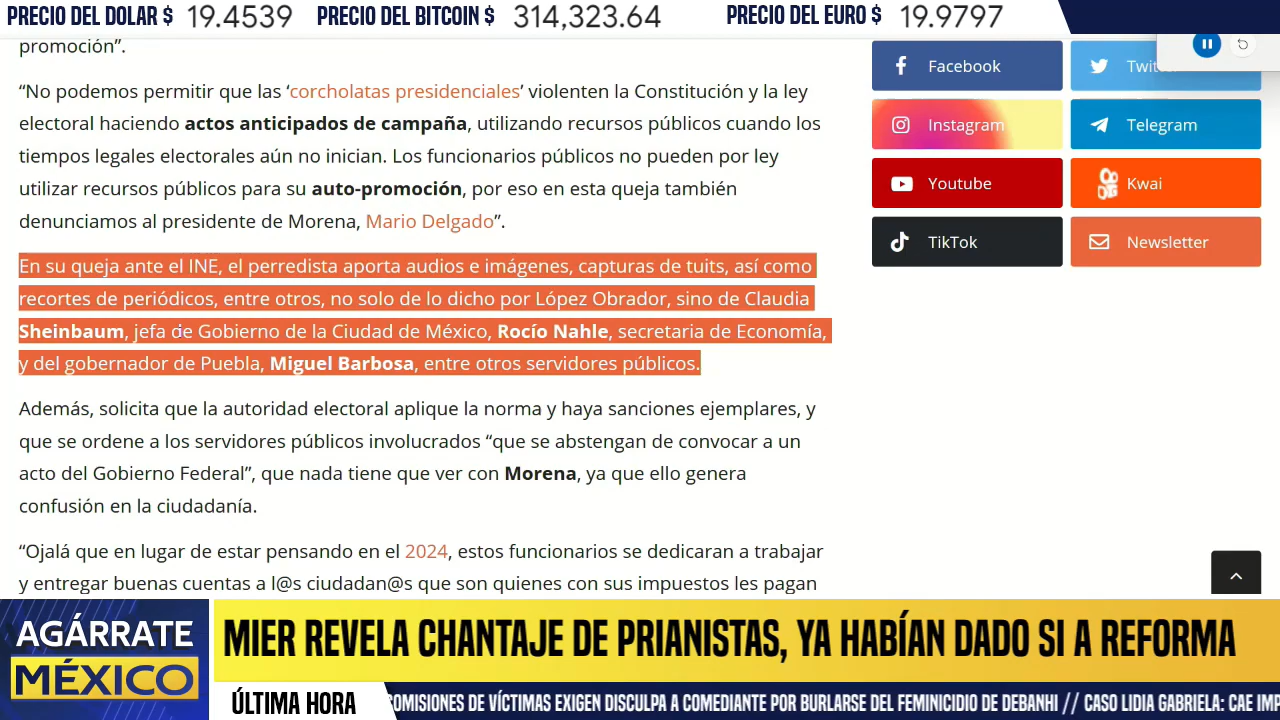 PRECIO DEL DOLAR $ 19.4539 PRECIO DEL BITCOIN $ 314,323.64 PRECIO DEL EURO $ 19.9797
promoción”.
“No podemos permitir que las ‘corcholatas presidenciales’ violenten la Constitución y la ley
electoral haciendo actos anticipados de campaña, utilizando recursos públicos cuando los
tiempos legales electorales aún no inician. Los funcionarios públicos no pueden por ley
utilizar recursos públicos para su auto-promoción, por eso en esta queja también
denunciamos al presidente de Morena, Mario Delgado”.
En su queja ante el INE, el perredista aporta audios e imágenes, capturas de tuits, así como
recortes de periódicos, entre otros, no solo de lo dicho por López Obrador, sino de Claudia
Sheinbaum, jefa de Gobierno de la Ciudad de México, Rocío Nahle, secretaria de Economía,
y del gobernador de Puebla, Miguel Barbosa, entre otros servidores públicos.
Además, solicita que la autoridad electoral aplique la norma y haya sanciones ejemplares, y
que se ordene a los servidores públicos involucrados “que se abstengan de convocar a un
acto del Gobierno Federal”, que nada tiene que ver con Morena, ya que ello genera
confusión en la ciudadanía.
“Ojalá que en lugar de estar pensando en el 2024, estos funcionarios se dedicaran a trabajar
y entregar buenas cuentas a l@s ciudadan@s que son quienes con sus impuestos les pagan
Facebook
Instagram
Telegram
Youtube
Kwai
TikTok
Newsletter
AGÁRRATE
MÉXICO
MIER REVELA CHANTAJE DE PRIANISTAS, YA HABÍAN DADO SI A REFORMA
ÚLTIMA HORA
COMISIONES DE VÍCTIMAS EXIGEN DISCULPA A COMEDIANTE POR BURLARSE DEL FEMINICIDIO DE DEBANHI // CASO LIDIA GABRIELA: CAE